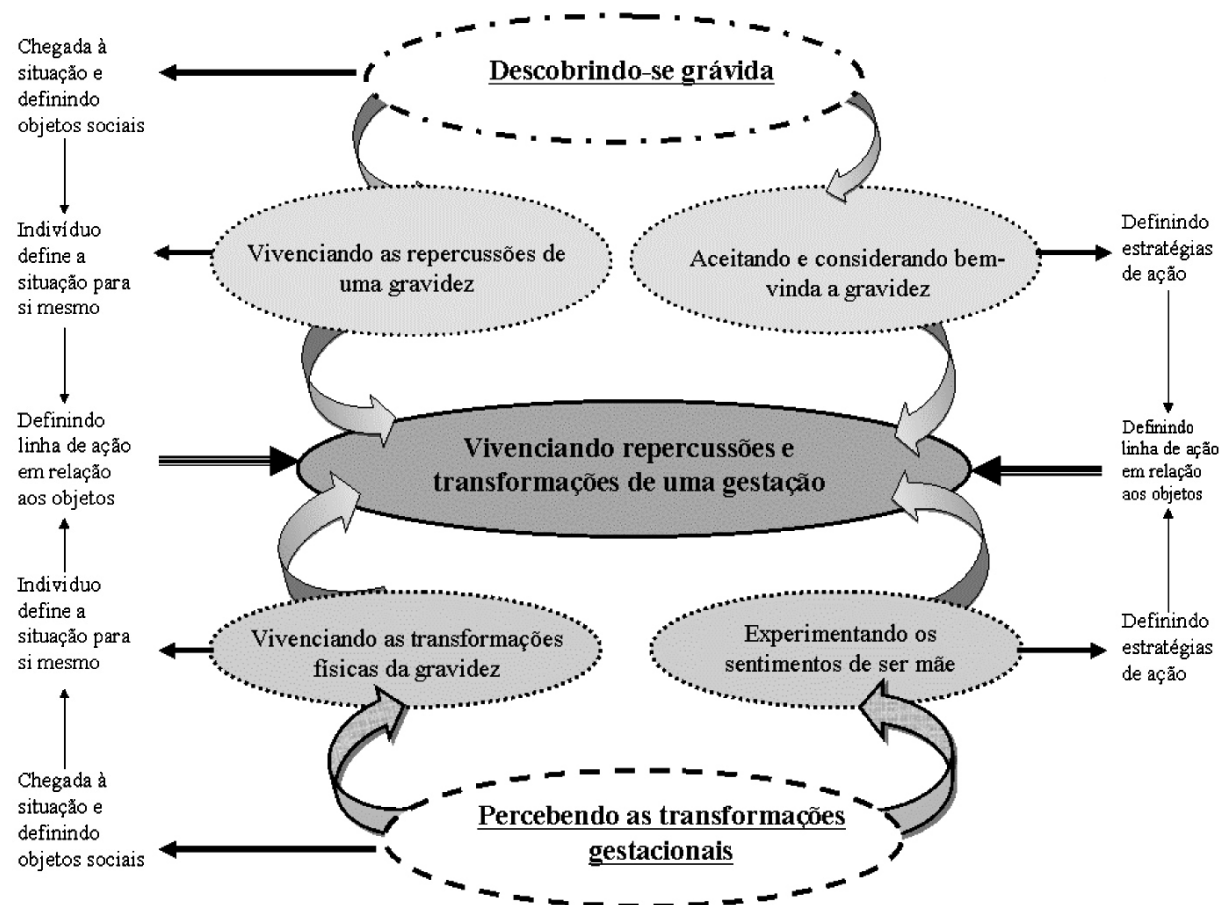 Chegada à
situação e
definindo
objetos sociais
Descobrindo-se grávida
Indivíduo
define a
situação para
si mesmo
Vivenciando as repercussões de
uma gravidez
Aceitando e considerando bem-
vinda a gravidez
Definindo
estratégias
de ação
Definindo
linha de ação
em relação
aos objetos
Vivenciando repercussões e
transformações de uma gestação
Definindo
linha de ação
em relação
aos objetos
Individuo
define a
situação para
si mesmo
Vivenciando as transformações
físicas da gravidez
Experimentando os
sentimentos de ser mãe
Definindo
estratégias
de ação
Chegada à
situação e
definindo
objetos sociais
Percebendo as transformações
gestacionais